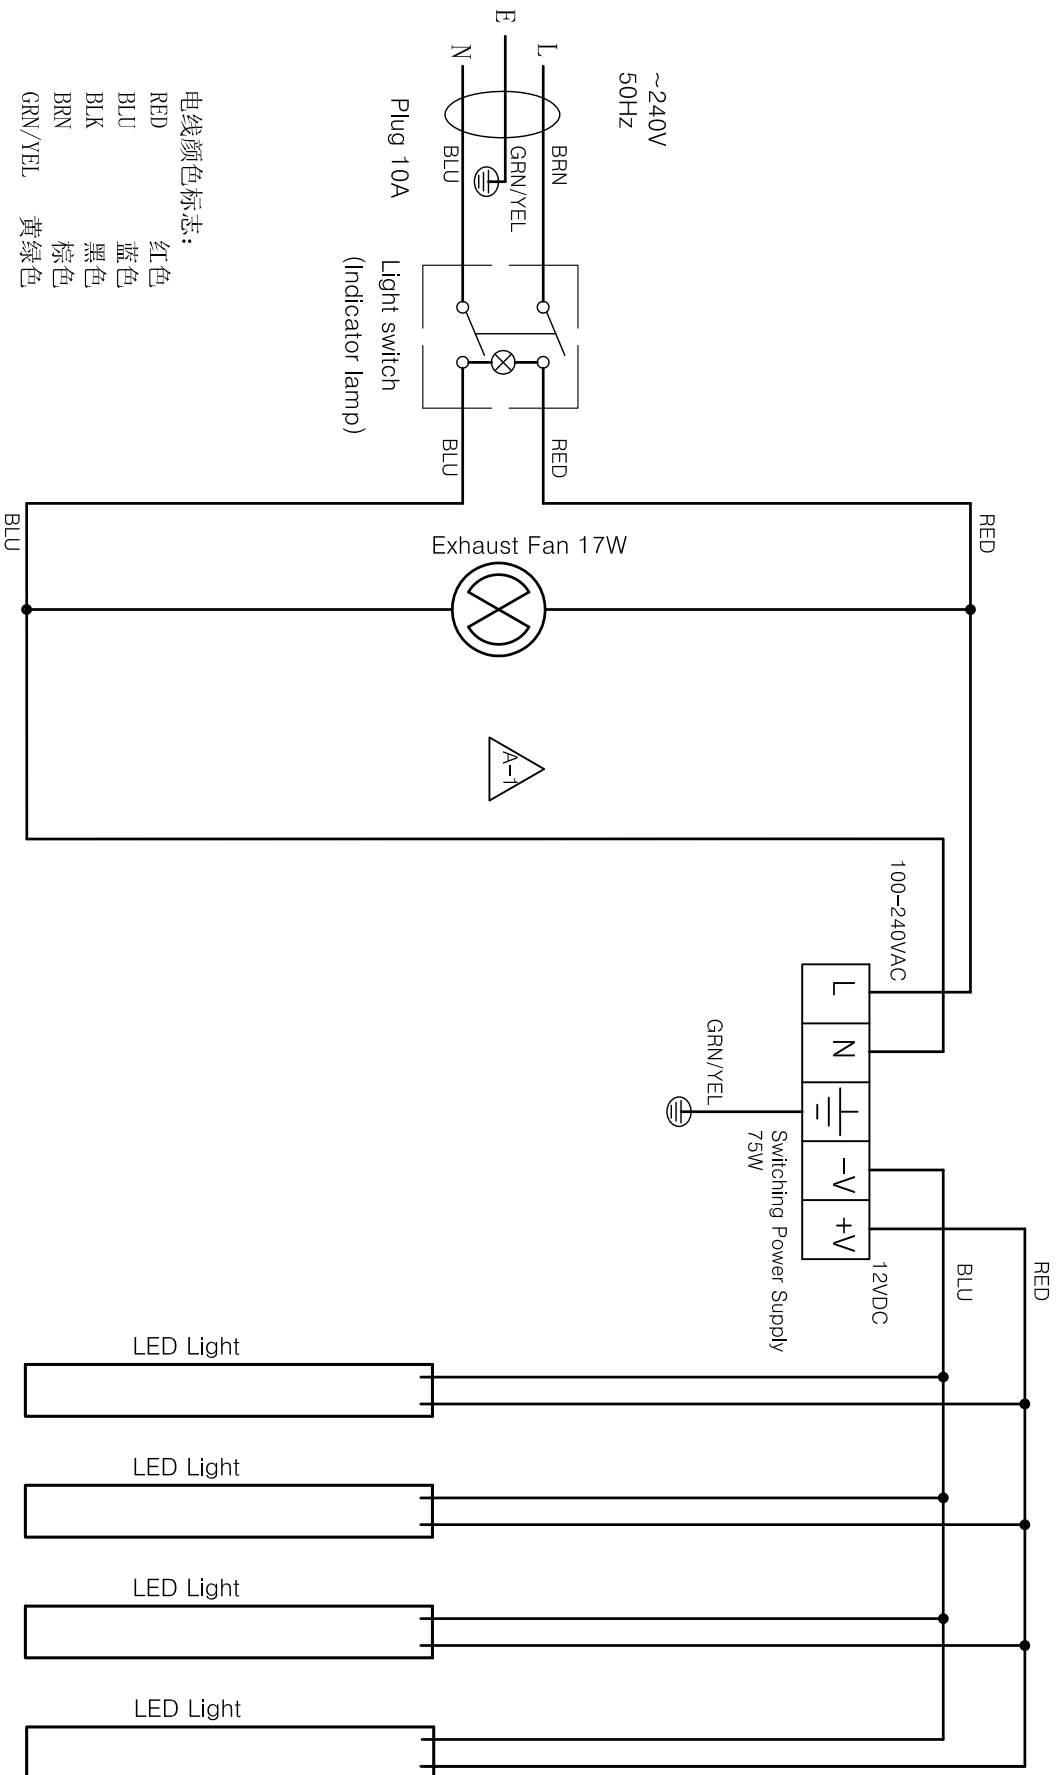 ~240V
50Hz
L
E
N
BRN
GRN/YEL
BLU
Plug 10A
Light switch
(Indicator lamp)
RED
BLU
RED
BLU
Exhaust Fan 17W
A-1
100-240VAC
L
N
-V
+V
12VDC
GRN/YEL
Switching Power Supply
75W
RED
BLU
LED Light
LED Light
LED Light
LED Light
电线颜色标志:
RED 红色
BLU 蓝色
BLK 黑色
BRN 棕色
GRN/YEL 黄绿色